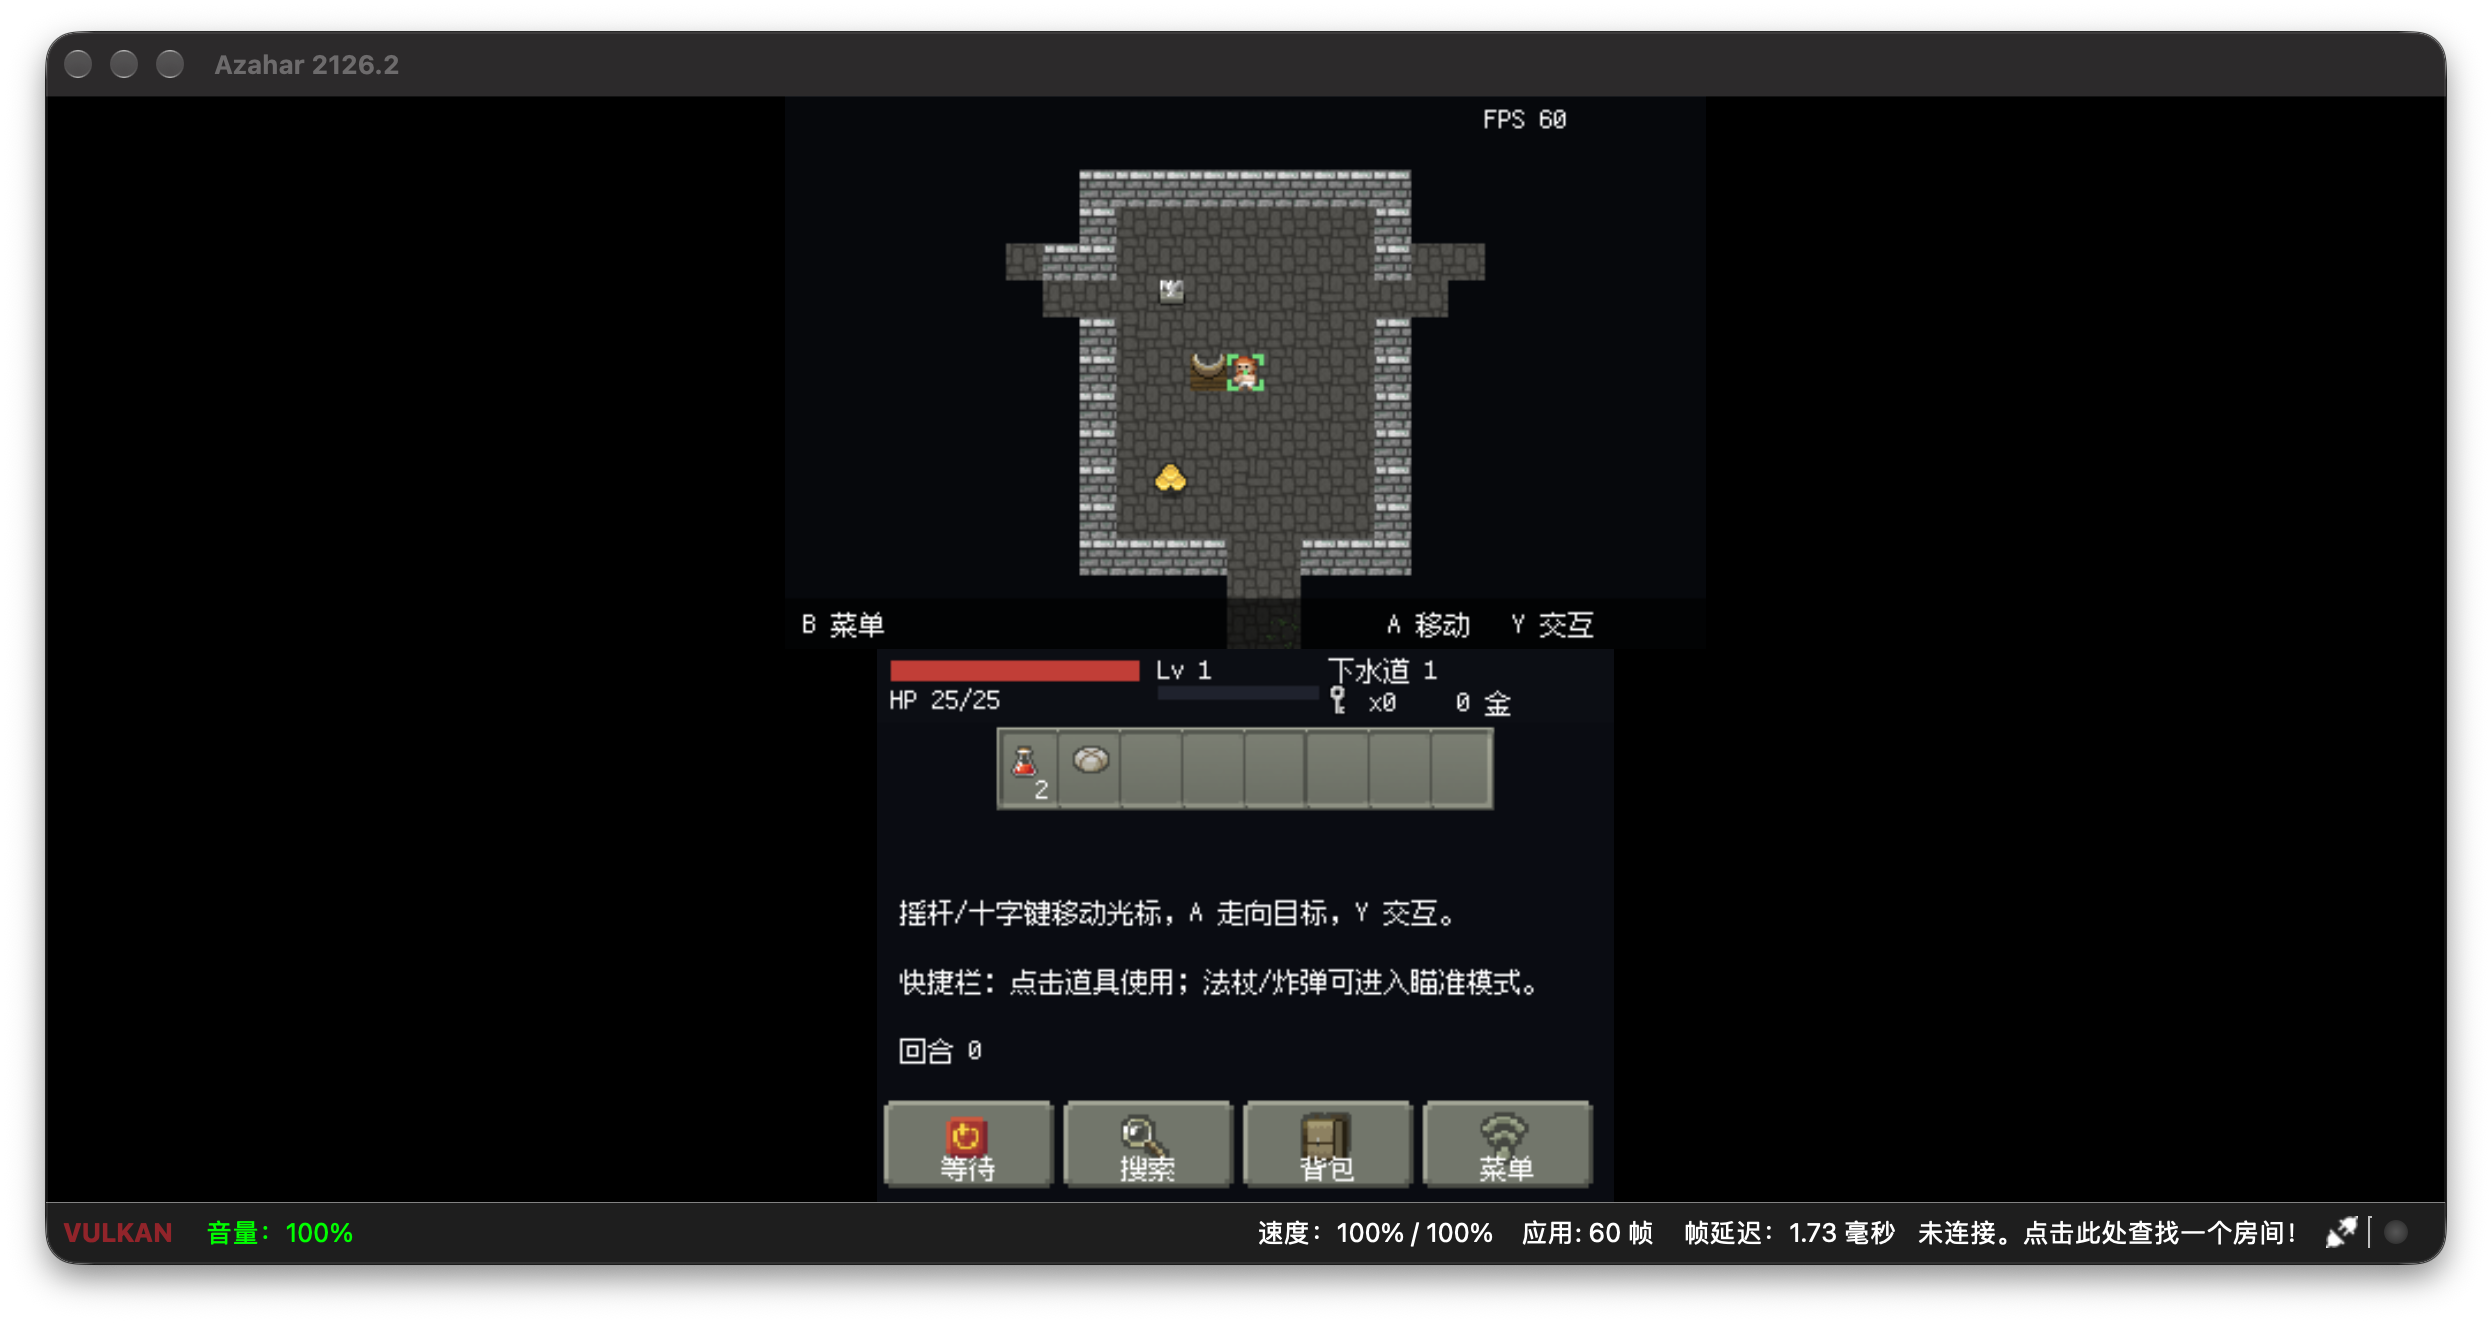 Azahar 2126.2
FPS 60
B 菜单
A 移动 Y 交互
Lv 1 下水道 1
HP 25/25 x0 0 金
2
摇杆/十字键移动光标，A 走向目标，Y 交互。
快捷栏：点击道具使用；法杖/炸弹可进入瞄准模式。
回合 0
等待 搜索 背包 菜单
VULKAN 音量：100% 速度：100% / 100% 应用: 60 帧 帧延迟：1.73 毫秒 未连接。点击此处查找一个房间！